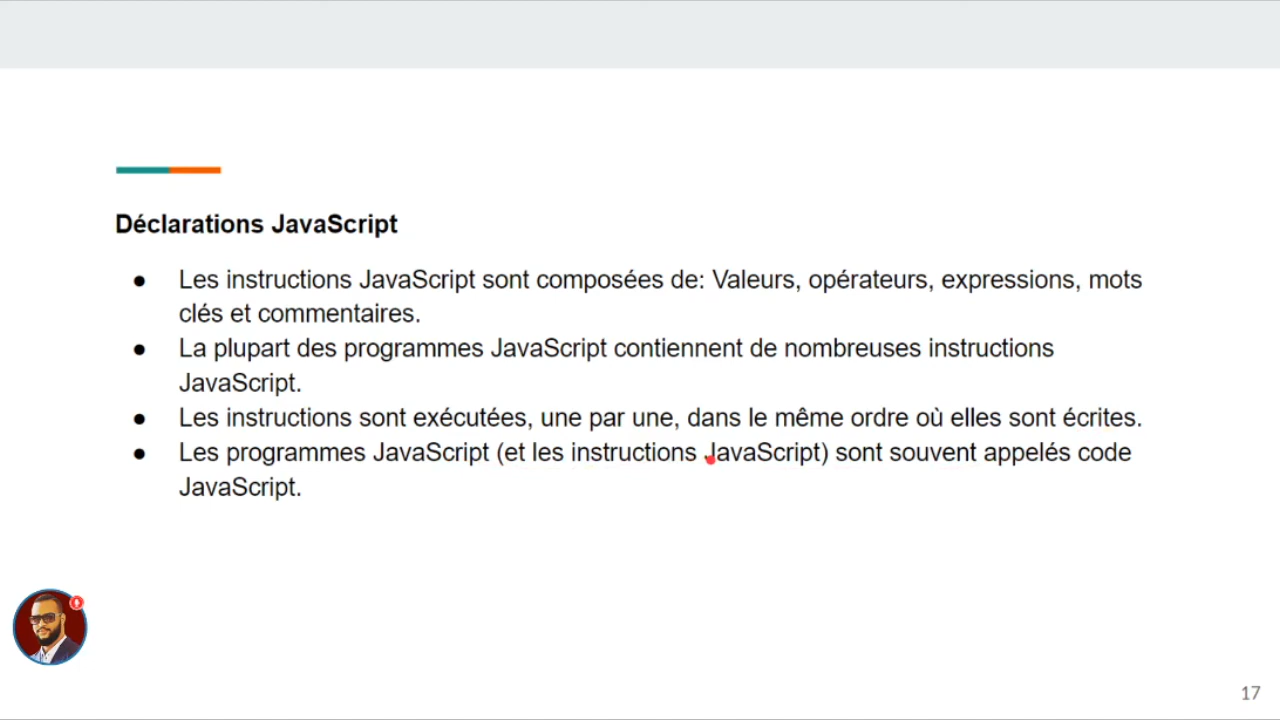 Déclarations JavaScript
● Les instructions JavaScript sont composées de: Valeurs, opérateurs, expressions, mots
clés et commentaires.
● La plupart des programmes JavaScript contiennent de nombreuses instructions
JavaScript.
● Les instructions sont exécutées, une par une, dans le même ordre où elles sont écrites.
● Les programmes JavaScript (et les instructions JavaScript) sont souvent appelés code
JavaScript.
17